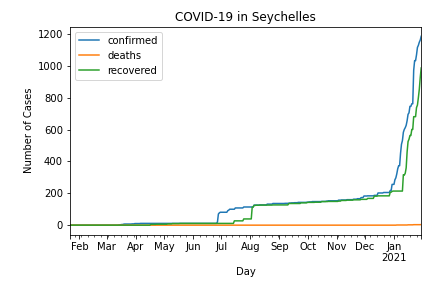 COVID-19 in Seychelles
confirmed
deaths
recovered
Number of Cases
1200
1000
800
600
400
200
0
Feb Mar Apr May Jun Jul Aug Sep Oct Nov Dec Jan
2021
Day